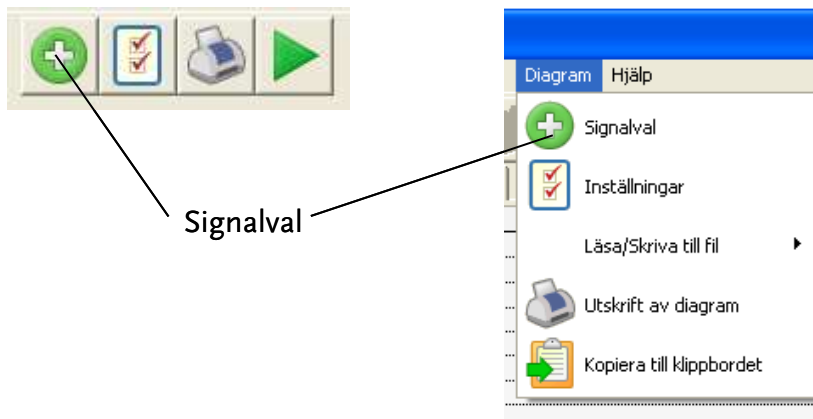 Diagram Hjälp
Signalval
Inställningar
Signalval
Läsa/Skriva till fil
Utskrift av diagram
Kopiera till klippbordet